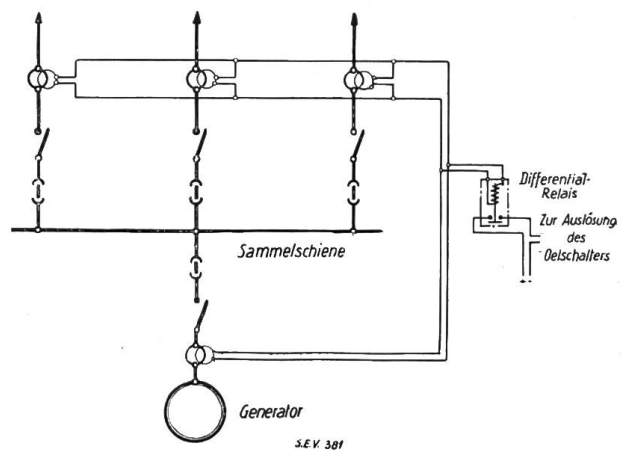 Differential-
Relais
Zur Auslösung
des
Oelschalters
Sammelschiene
Generator
S.E.V. 381